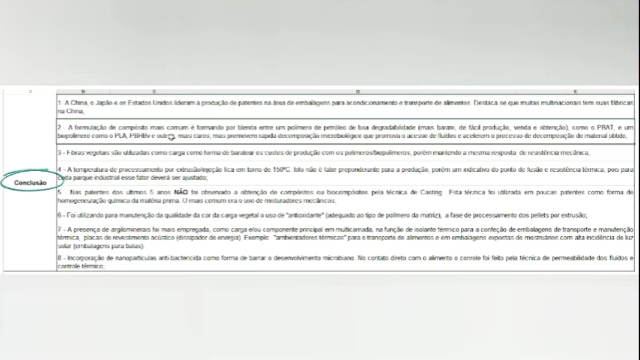 Conclusão
1- A China, o Japão e os Estados Unidos lideram a produção de patentes na área de embalagens para acondicionamento e transporte de alimentos. Destaca se que muitas multinacionais tem suas fábricas
na China;
2 - A formulação de compósito mais comum é formando por blenda entre um polímero de petróleo de boa degradabilidade (mais barato, de fácil produção, venda e obtenção), como o PBAT, e um
biopolímero como o PLA, PBHBv e outros, mais caros; mas promovem rapida decomposição microbiológico por promova o acesso de fluidos e acelerem o processo de decomposição do material obtido;
3 - Fibras vegetais são utilizadas como carga como forma de baratear os custos de produção com os polímeros/biopolímeros, porém mantendo a mesma resposta de resistência mecânica;
4 - A temperatura de processamento por extrusão/injeção fica em torno de 150ºC. Isto não é fator preponderante para a produção, porém um indicativo do ponto de fusão e resistência térmica, pois para
cada parque industrial esse fator deverá ser ajustado;
5 - Nas patentes dos últimos 5 anos NÃO foi observado a obtenção de compósitos ou biocompósitos pela técnica de Casting. Esta técnica foi utilizada em poucas patentes como forma de
homogeneização química da matéria prima. O mais comum era o uso de misturadores mecânicos;
6 - Foi utilizando para manutenção da qualidade da cor da carga vegetal o uso de "antioxidante" (adequado ao tipo de polímero da matriz), a fase de processamento dos pellets por extrusão;
7 - A presença de argilominerais foi mais empregada, como carga e/ou componente principal em multicamada, na função de isolante térmico para a confeção de embalagens de transporte e manutenção
térmica, placas de revestimento acústico (dissipador de energia). Exemplo: "ambientadores térmicos" para o transporte de alimentos e em embalagens expostas de mostruários com alta incidência de luz
solar (embalagens para balas).
8 - Incorporação de nanopartículas anti-bactericida como forma de barrar o desenvolvimento microbiano. No contato direto com o alimento o controle foi feito pela técnica de permeabilidade dos fluidos e
controle térmico;